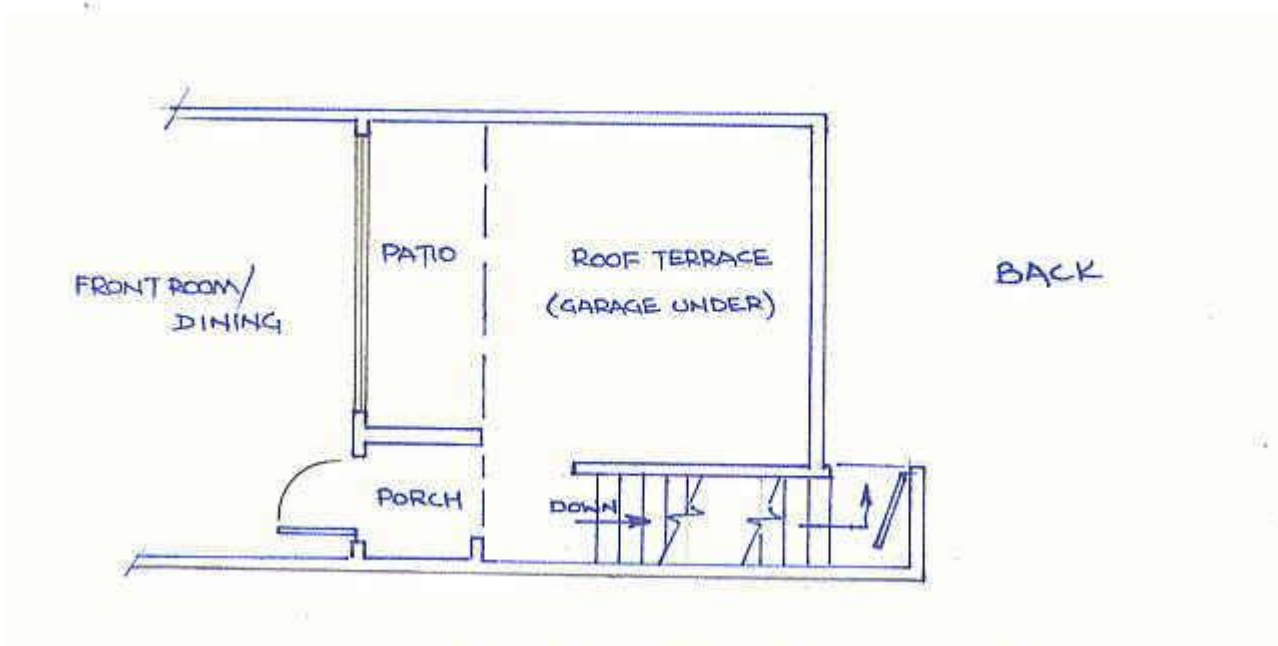 FRONT ROOM/
DINING
PATIO
ROOF TERRACE
(GARAGE UNDER)
BACK
PORCH
DOWN